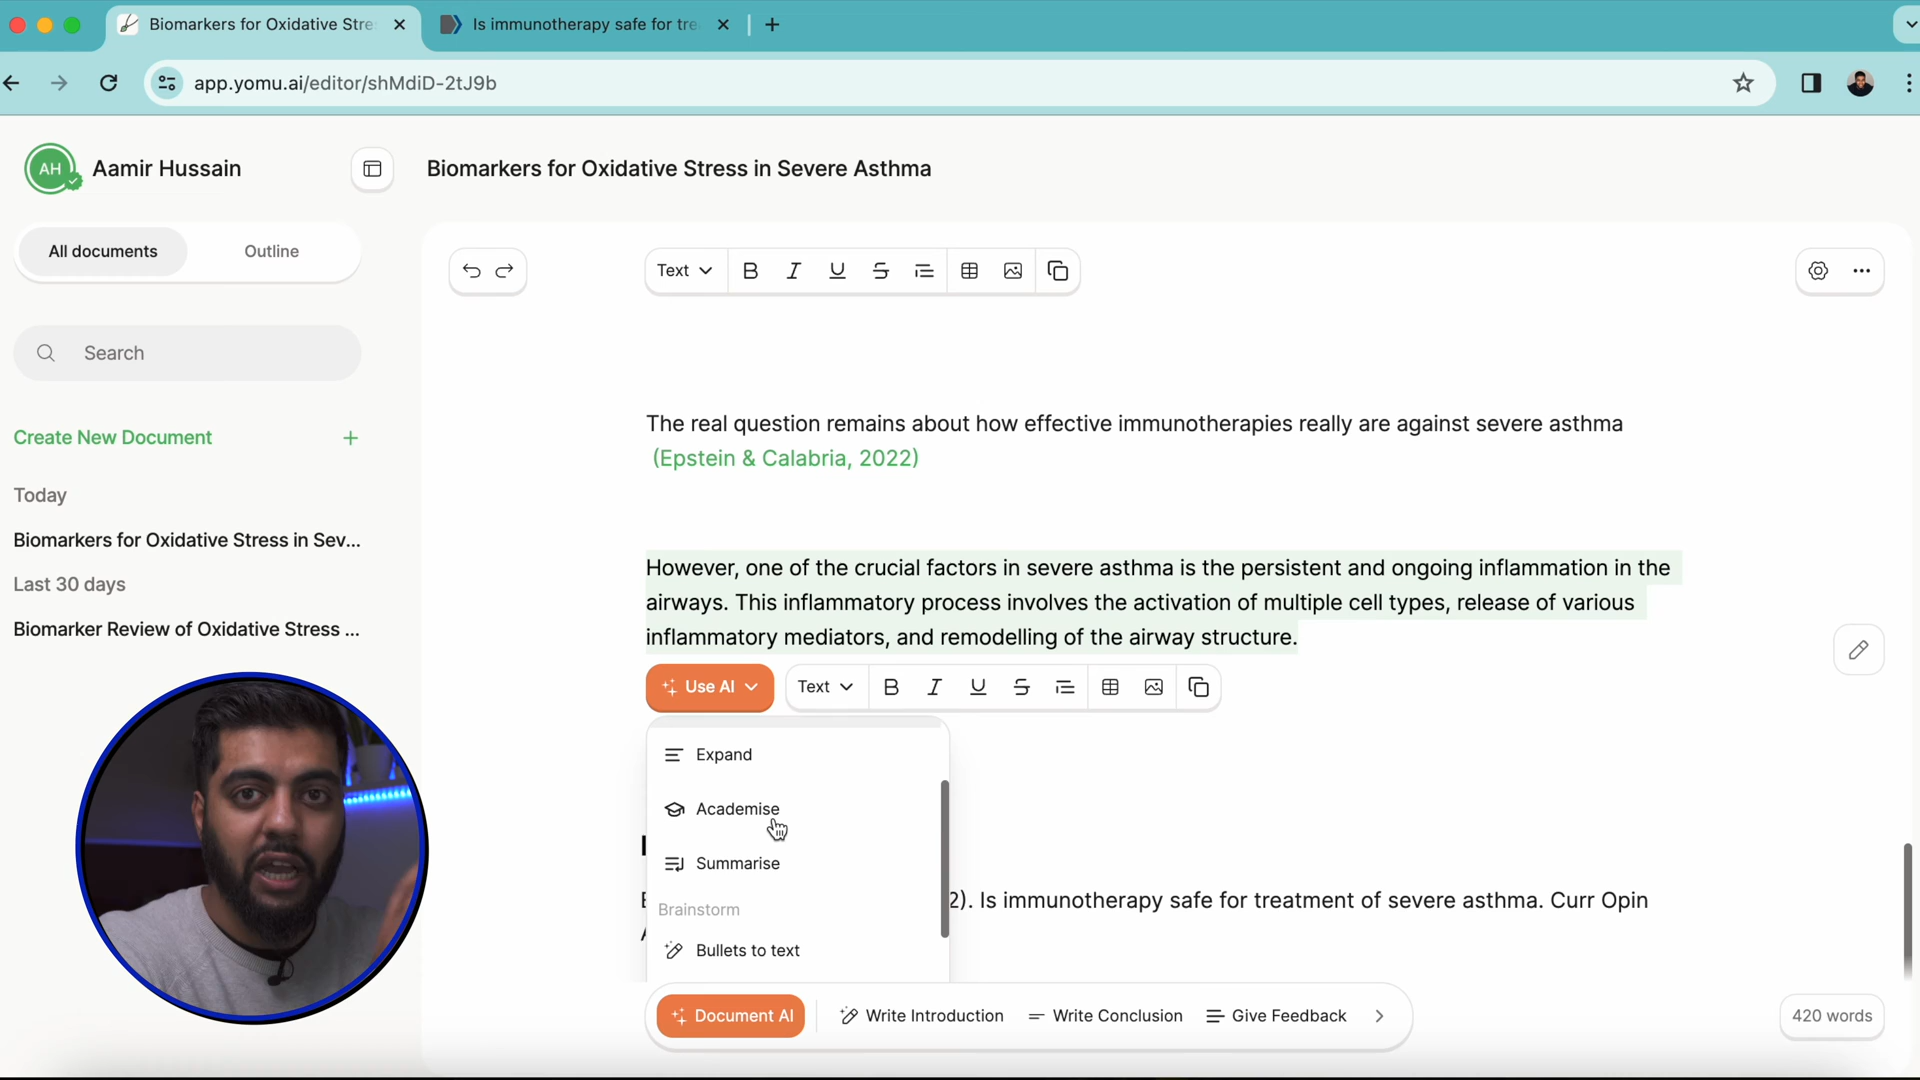 Biomarkers for Oxidative Stre
Is immunotherapy safe for tre
app.yomu.ai/editor/shMdiD-2tJ9b
AH
Aamir Hussain
Biomarkers for Oxidative Stress in Severe Asthma
All documents
Outline
Text
B
I
U
S
Search
Create New Document
Today
Biomarkers for Oxidative Stress in Sev...
Last 30 days
Biomarker Review of Oxidative Stress ...
The real question remains about how effective immunotherapies really are against severe asthma
(Epstein & Calabria, 2022)
However, one of the crucial factors in severe asthma is the persistent and ongoing inflammation in the
airways. This inflammatory process involves the activation of multiple cell types, release of various
inflammatory mediators, and remodelling of the airway structure.
Use AI
Text
B
I
U
S
Expand
Academise
Summarise
Brainstorm
Bullets to text
2). Is immunotherapy safe for treatment of severe asthma. Curr Opin
Document AI
Write Introduction
Write Conclusion
Give Feedback
420 words